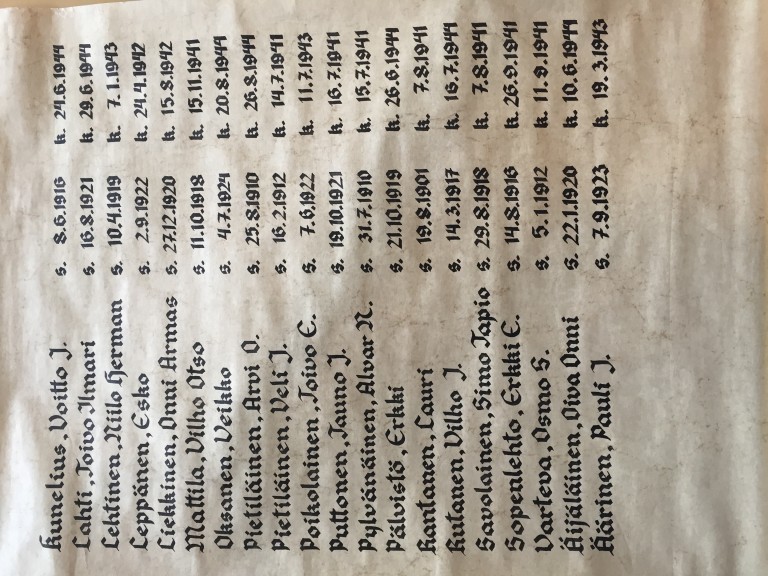 Kunelius, Voitto J. s. 8.6.1916 k. 24.6.1944
Lahti, Toivo Ilmari s. 16.8.1921 k. 29.6.1944
Lehtinen, Niilo Herman s. 10.4.1919 k. 7.1.1943
Leppänen, Esko s. 2.9.1922 k. 24.4.1942
Liekkinen, Onni Armas s. 27.12.1920 k. 15.8.1942
Mattila, Vilho Otso s. 11.10.1918 k. 15.11.1941
Oksanen, Veikko s. 4.7.1924 k. 20.8.1944
Pietiläinen, Arvi O. s. 25.8.1910 k. 26.8.1944
Pietiläinen, Veli J. s. 16.2.1912 k. 14.7.1941
Poikolainen, Toivo E. s. 7.6.1922 k. 11.7.1943
Puttonen, Tauno J. s. 19.10.1921 k. 16.7.1941
Pylvänäinen, Alvar N. s. 31.7.1910 k. 15.7.1941
Pälvistö, Erkki s. 21.10.1919 k. 26.6.1944
Rantanen, Lauri s. 19.8.1901 k. 7.8.1941
Rutanen, Vilho J. s. 14.3.1917 k. 16.7.1944
Savolainen, Simo Tapio s. 29.8.1918 k. 7.8.1941
Sopenlehto, Erkki E. s. 14.8.1916 k. 26.9.1941
Varteva, Osmo S. s. 5.1.1912 k. 11.9.1941
Äijäläinen, Oiva Onni s. 22.1.1920 k. 10.6.1944
Äärinen, Pauli J. s. 7.9.1923 k. 19.3.1943